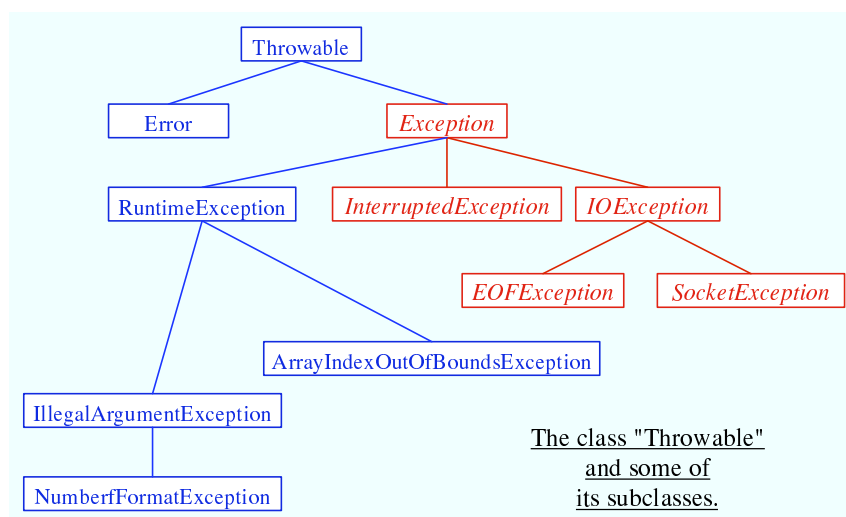 Throwable
Error
Exception
RuntimeException
InterruptedException
IOException
EOFException
SocketException
ArrayIndexOutOfBoundsException
IllegalArgumentException
NumberfFormatException
The class "Throwable"
and some of
its subclasses.